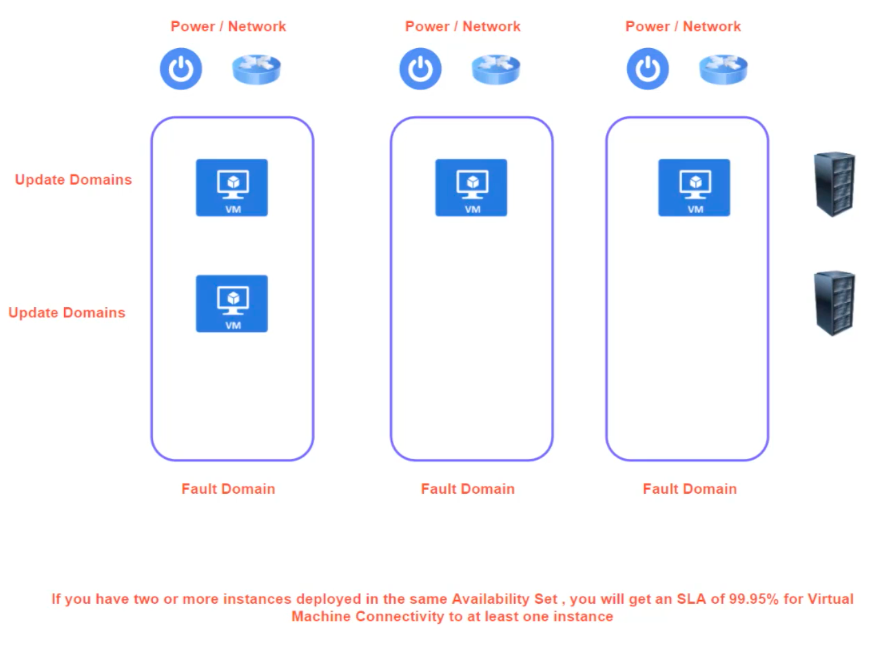 Power / Network
Power / Network
Power / Network
Update Domains
VM
VM
VM
Update Domains
VM
Fault Domain
Fault Domain
Fault Domain
If you have two or more instances deployed in the same Availability Set , you will get an SLA of 99.95% for Virtual
Machine Connectivity to at least one instance